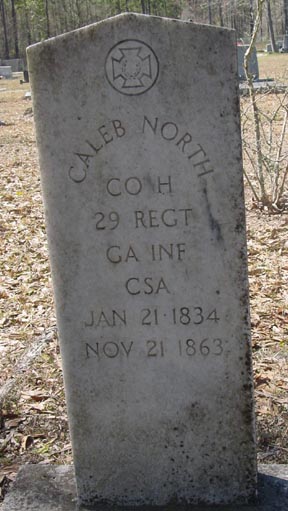 CALEB NORTH
CO H
29 REGT
GA INF
CSA
JAN 21 · 1834
NOV 21 1863